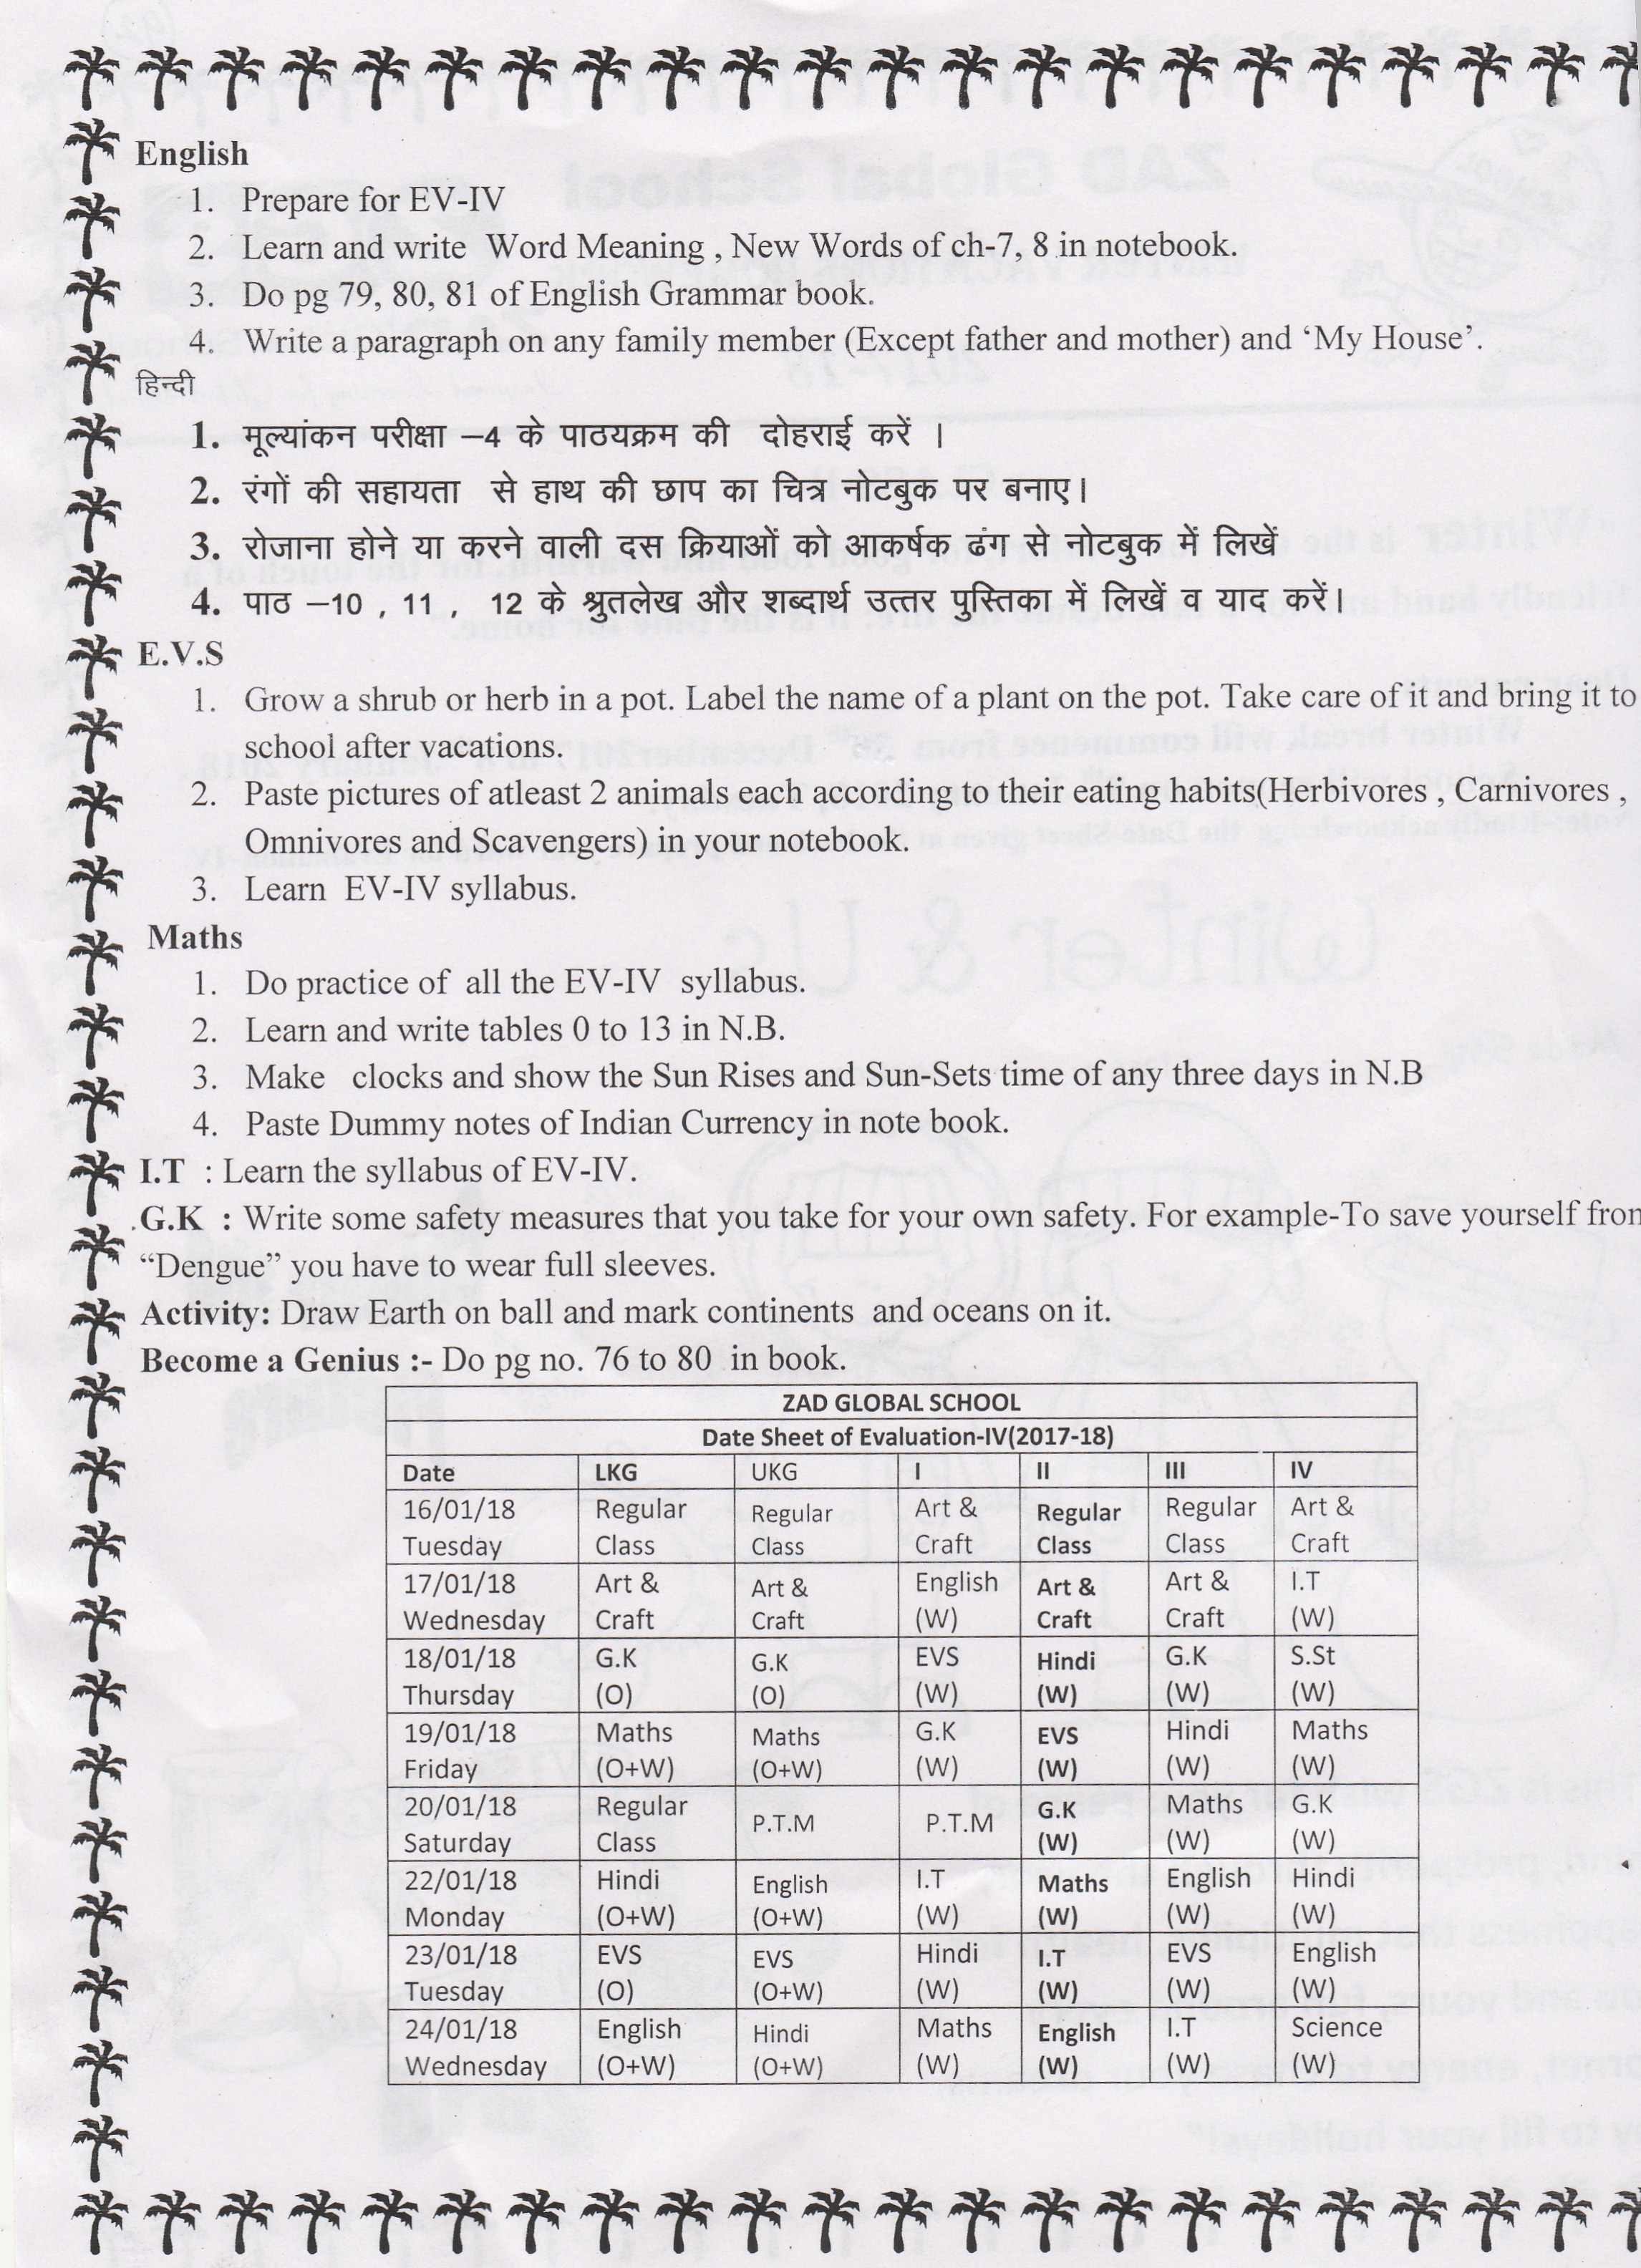 English
1. Prepare for EV-IV
2. Learn and write Word Meaning , New Words of ch-7, 8 in notebook.
3. Do pg 79, 80, 81 of English Grammar book.
4. Write a paragraph on any family member (Except father and mother) and ‘My House’.
हिन्दी
1. मूल्यांकन परीक्षा –4 के पाठयक्रम की दोहराई करें ।
2. रंगों की सहायता से हाथ की छाप का चित्र नोटबुक पर बनाए।
3. रोजाना होने या करने वाली दस क्रियाओं को आकर्षक ढंग से नोटबुक में लिखें
4. पाठ –10 , 11 , 12 के श्रुतलेख और शब्दार्थ उत्तर पुस्तिका में लिखें व याद करें।
E.V.S
1. Grow a shrub or herb in a pot. Label the name of a plant on the pot. Take care of it and bring it to
school after vacations.
2. Paste pictures of atleast 2 animals each according to their eating habits(Herbivores , Carnivores ,
Omnivores and Scavengers) in your notebook.
3. Learn EV-IV syllabus.
Maths
1. Do practice of all the EV-IV syllabus.
2. Learn and write tables 0 to 13 in N.B.
3. Make clocks and show the Sun Rises and Sun-Sets time of any three days in N.B
4. Paste Dummy notes of Indian Currency in note book.
I.T : Learn the syllabus of EV-IV.
G.K : Write some safety measures that you take for your own safety. For example-To save yourself from
“Dengue” you have to wear full sleeves.
Activity: Draw Earth on ball and mark continents and oceans on it.
Become a Genius :- Do pg no. 76 to 80 in book.
ZAD GLOBAL SCHOOL
Date Sheet of Evaluation-IV(2017-18)
Date LKG UKG I II III IV
16/01/18 Regular Regular Art & Regular Regular Art &
Tuesday Class Class Craft Class Class Craft
17/01/18 Art & Art & English Art & Art & I.T
Wednesday Craft Craft (W) Craft Craft (W)
18/01/18 G.K G.K EVS Hindi G.K S.St
Thursday (O) (O) (W) (W) (W) (W)
19/01/18 Maths Maths G.K EVS Hindi Maths
Friday (O+W) (O+W) (W) (W) (W) (W)
20/01/18 Regular P.T.M P.T.M G.K Maths G.K
Saturday Class (W) (W) (W)
22/01/18 Hindi English I.T Maths English Hindi
Monday (O+W) (O+W) (W) (W) (W) (W)
23/01/18 EVS EVS Hindi I.T EVS English
Tuesday (O) (O+W) (W) (W) (W) (W)
24/01/18 English Hindi Maths English I.T Science
Wednesday (O+W) (O+W) (W) (W) (W) (W)